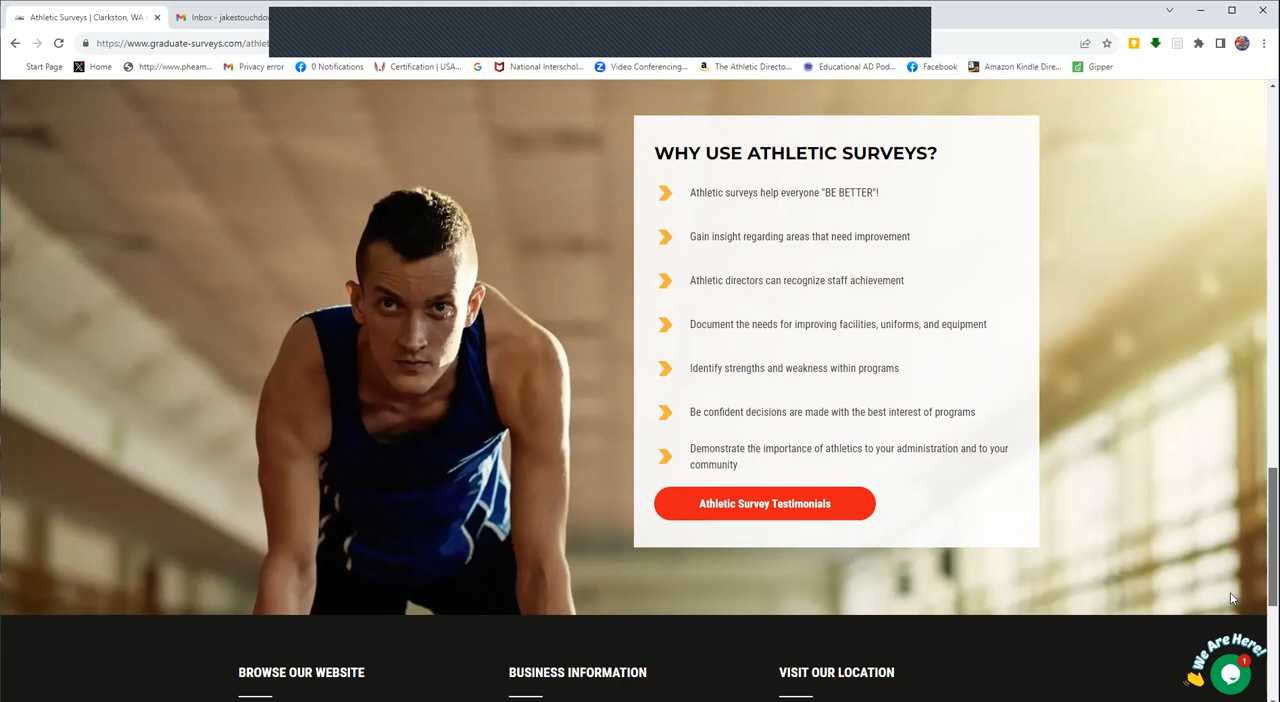 Athletic Surveys | Clarkston, WA
Inbox - jakestouchdow
https://www.graduate-surveys.com/athlet
Start Page
Home
http://www.pheam...
Privacy error
0 Notifications
Certification | USA...
National Interschol...
Video Conferencing...
The Athletic Directo...
Educational AD Pod...
Facebook
Amazon Kindle Dire...
Gipper
WHY USE ATHLETIC SURVEYS?
Athletic surveys help everyone "BE BETTER"!
Gain insight regarding areas that need improvement
Athletic directors can recognize staff achievement
Document the needs for improving facilities, uniforms, and equipment
Identify strengths and weakness within programs
Be confident decisions are made with the best interest of programs
Demonstrate the importance of athletics to your administration and to your
community
Athletic Survey Testimonials
We Are Here!
1
BROWSE OUR WEBSITE
BUSINESS INFORMATION
VISIT OUR LOCATION